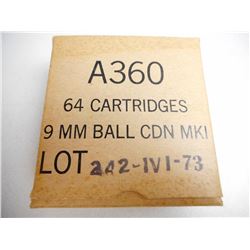 A360
64 CARTRIDGES
9 MM BALL CDN MKI
LOT 242-IVI-73